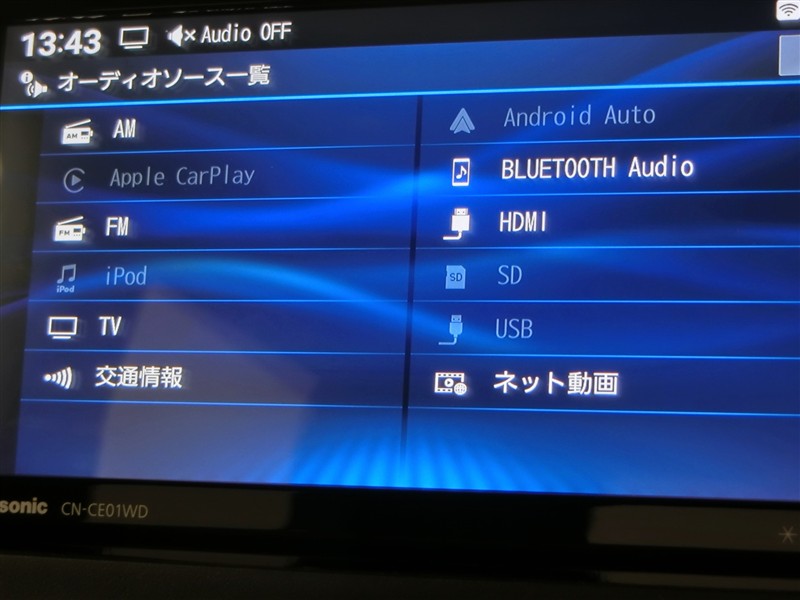 13:43 Audio OFF
オーディオソース一覧
AM
Apple CarPlay
FM
iPod
TV
交通情報
Android Auto
BLUETOOTH Audio
HDMI
SD
USB
ネット動画
sonic CN-CE01WD